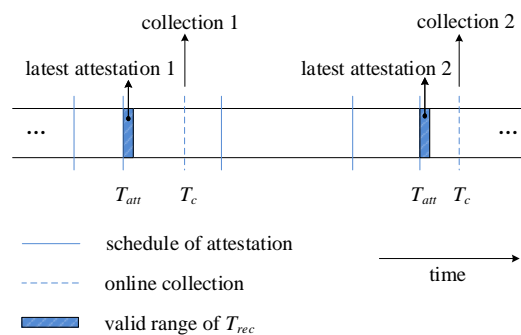 collection 1
collection 2
latest attestation 1
latest attestation 2
...
...
T_att
T_c
T_att
T_c
schedule of attestation
online collection
time
valid range of T_rec